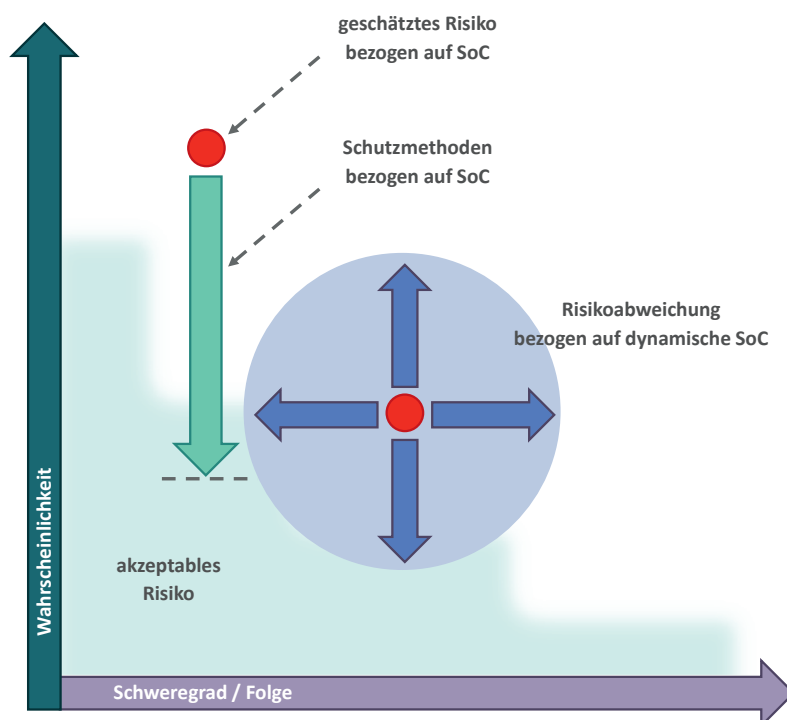 geschätztes Risiko
bezogen auf SoC
Schutzmethoden
bezogen auf SoC
Risikoabweichung
bezogen auf dynamische SoC
akzeptables
Risiko
Wahrscheinlichkeit
Schweregrad / Folge